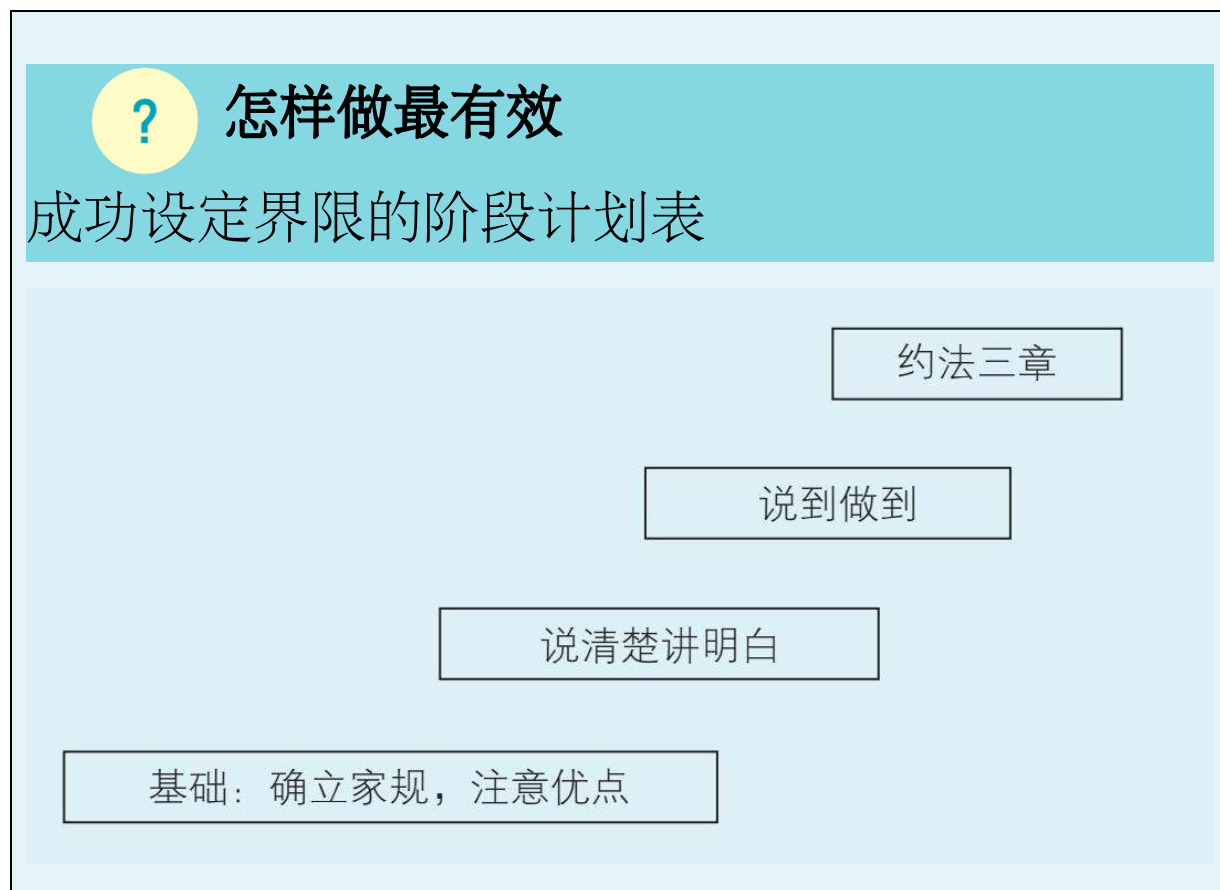 ? 怎样做最有效
成功设定界限的阶段计划表
约法三章
说到做到
说清楚讲明白
基础：确立家规，注意优点